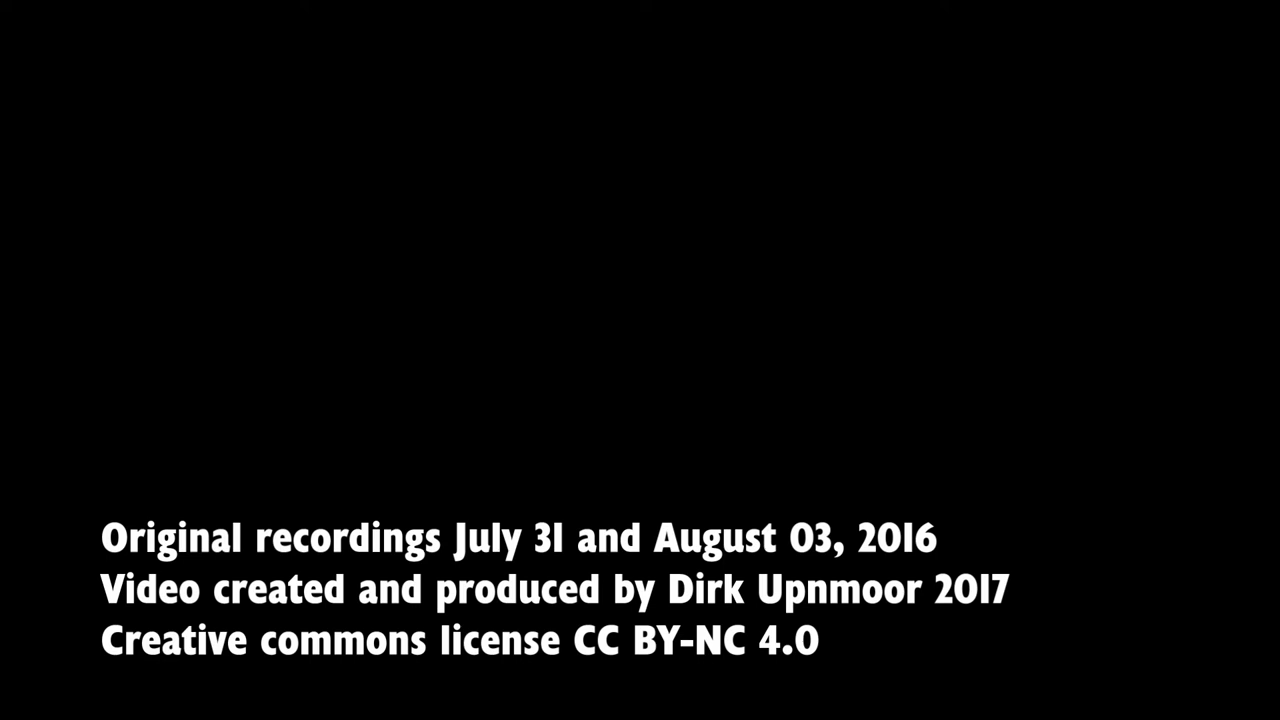 Original recordings July 31 and August 03, 2016
Video created and produced by Dirk Upnmoor 2017
Creative commons license CC BY-NC 4.0